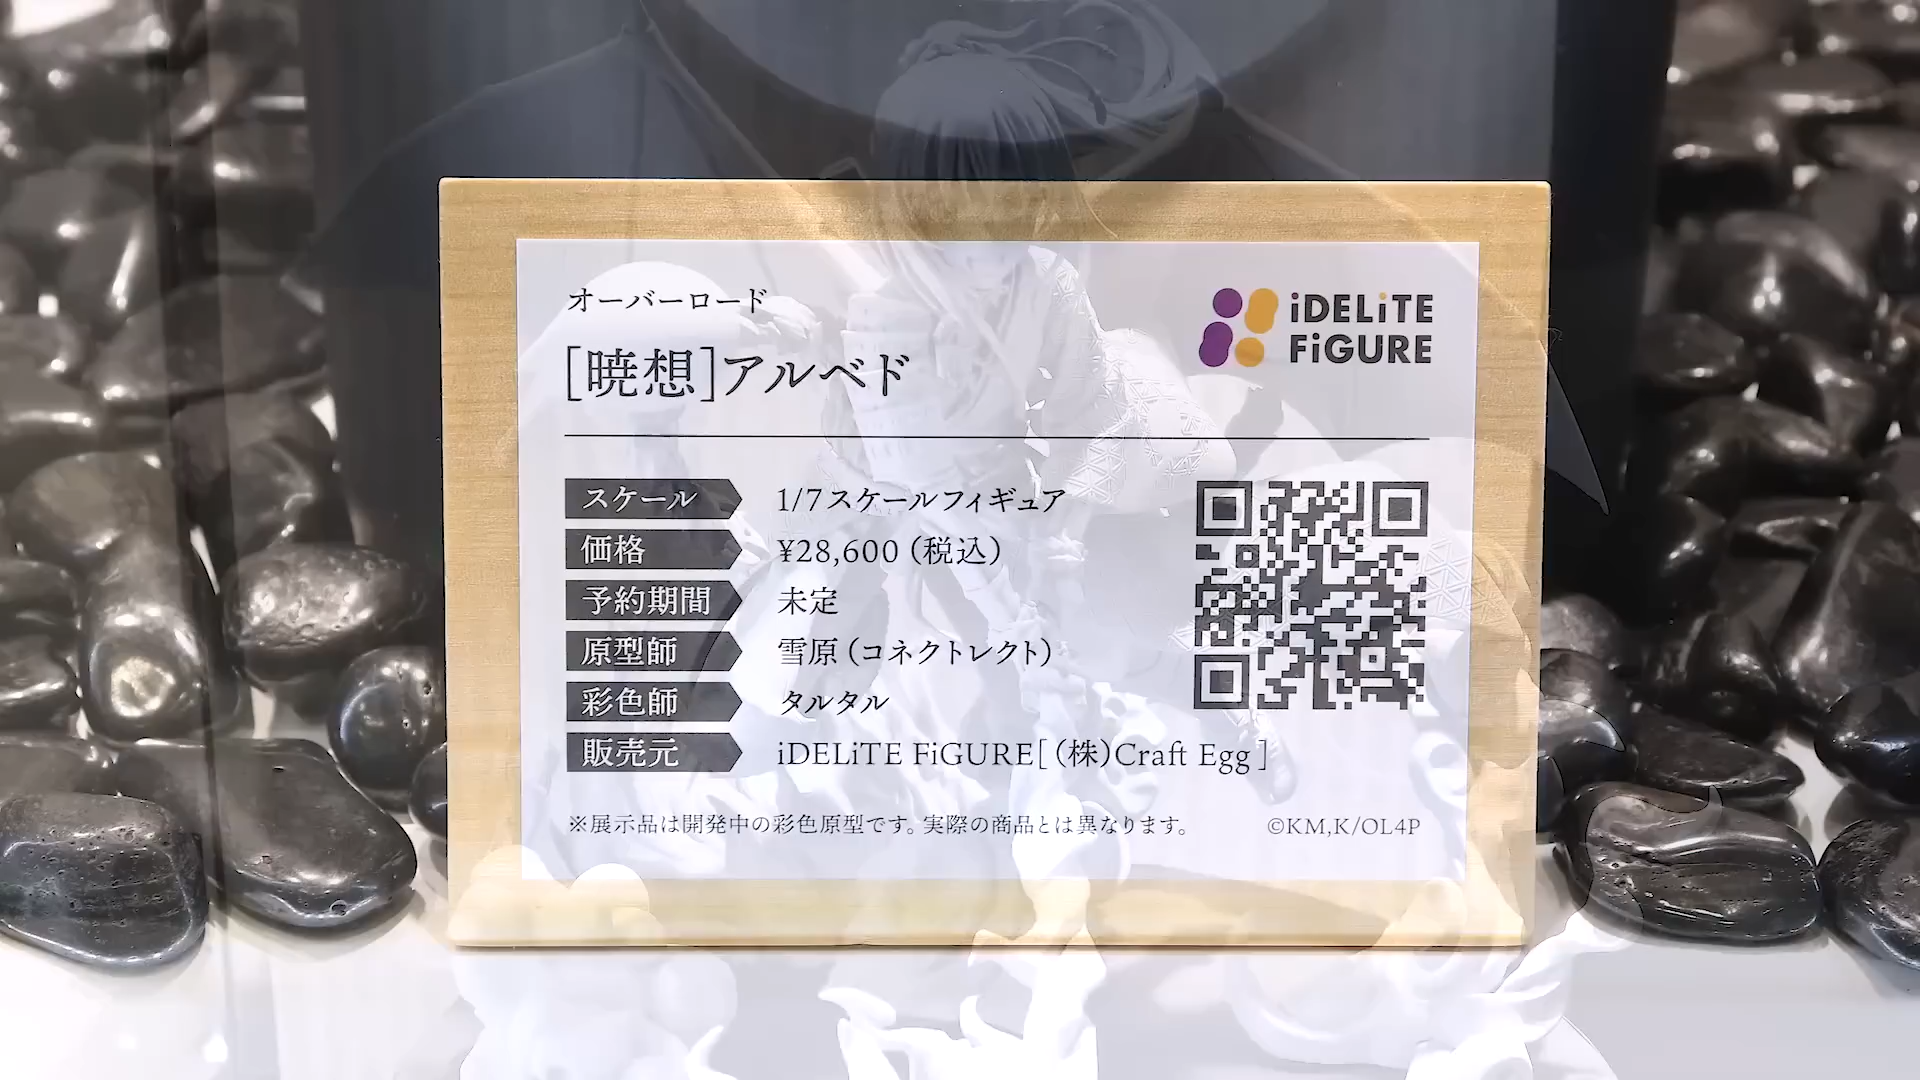 オーバーロード
[暁想]アルベド
iDELiTE
FiGURE
スケール 1/7スケールフィギュア
価格 ¥28,600(税込)
予約期間 未定
原型師 雪原(コネクトレクト)
彩色師 タルタル
販売元 iDELiTE FiGURE[(株)Craft Egg]
※展示品は開発中の彩色原型です。実際の商品とは異なります。 ©KM,K/OL4P